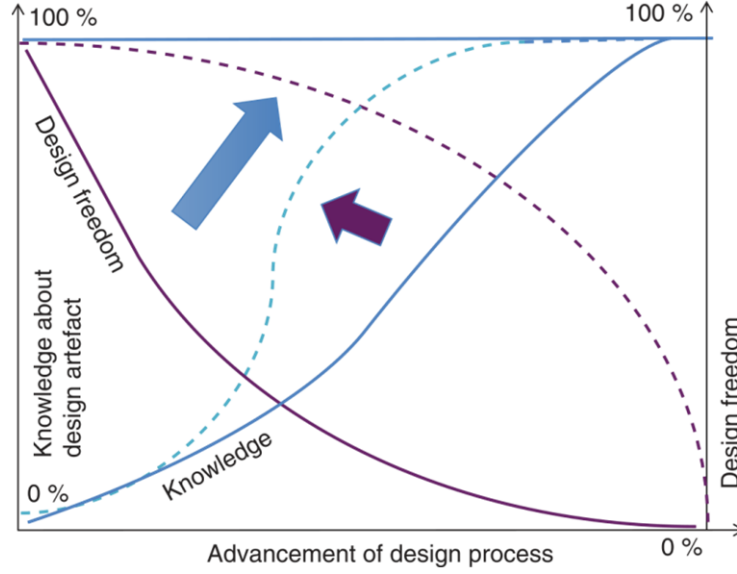 100 %
100 %
Design freedom
Knowledge about
design artefact
Knowledge
Design freedom
0 %
0 %
Advancement of design process